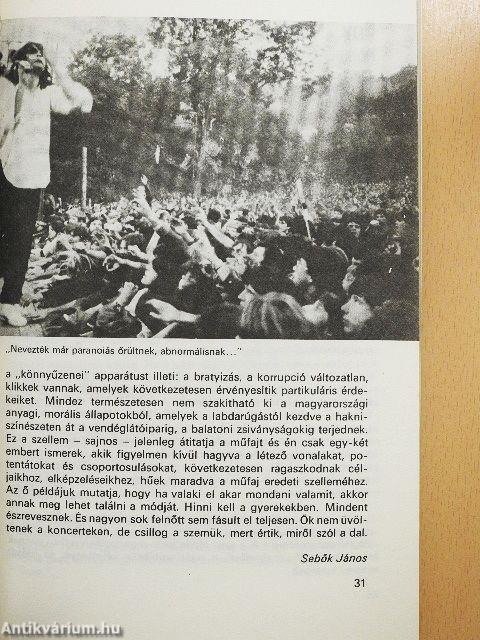 „Nevezték már paranoiás őrültnek, abnormálisnak..."
a „könnyűzenei" apparátust illeti: a bratyizás, a korrupció változatlan,
klikkek vannak, amelyek következetesen érvényesítik partikuláris érde-
keiket. Mindez természetesen nem szakítható ki a magyarországi
anyagi, morális állapotokból, amelyek a labdarúgástól kezdve a hakni-
színészeten át a vendéglátóiparig, a balatoni zsiványságokig terjednek.
Ez a szellem – sajnos – jelenleg átitatja a műfajt és én csak egy-két
embert ismerek, akik figyelmen kívül hagyva a létező vonalakat, po-
tentátokat és csoportosulásokat, következetesen ragaszkodnak cél-
jaikhoz, elképzeléseikhez, hűek maradva a műfaj eredeti szelleméhez.
Az ő példájuk mutatja, hogy ha valaki el akar mondani valamit, akkor
annak meg lehet találni a módját. Hinni kell a gyerekekben. Mindent
észrevesznek. És nagyon sok felnőtt sem fásult el teljesen. Ők nem üvöl-
tenek a koncerteken, de csillog a szemük, mert értik, miről szól a dal.
Sebők János
31
Antikvárium.hu